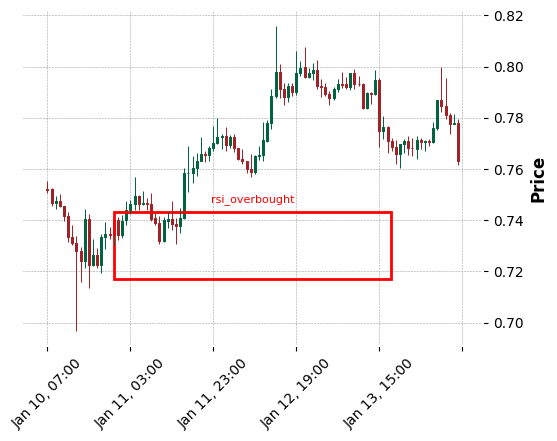 0.82
0.80
0.78
0.76
0.74
0.72
0.70
Price
rsi_overbought
Jan 10, 07:00
Jan 11, 03:00
Jan 11, 23:00
Jan 12, 19:00
Jan 13, 15:00